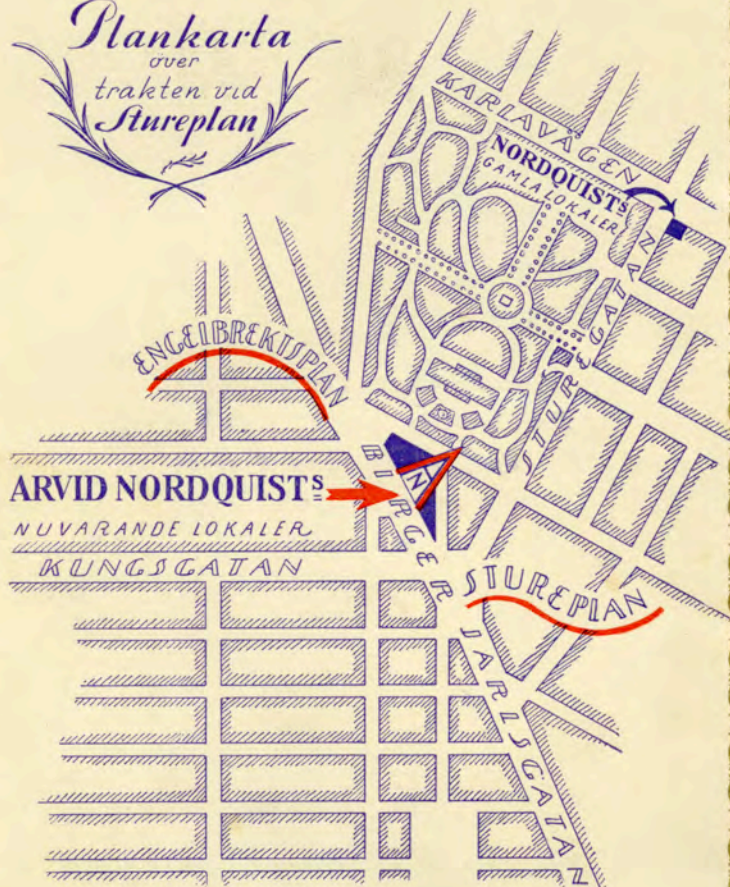 Plankarta
över
trakten vid
Stureplan
KARLAVÄGEN
NORDQUISTS
GAMLA LOKALER
STUREGATAN
ENGELBREKTSPLAN
ARVID NORDQUISTS
NUVARANDE LOKALER
KUNGSGATAN
N
BIRGER JARLSGATAN
STUREPLAN